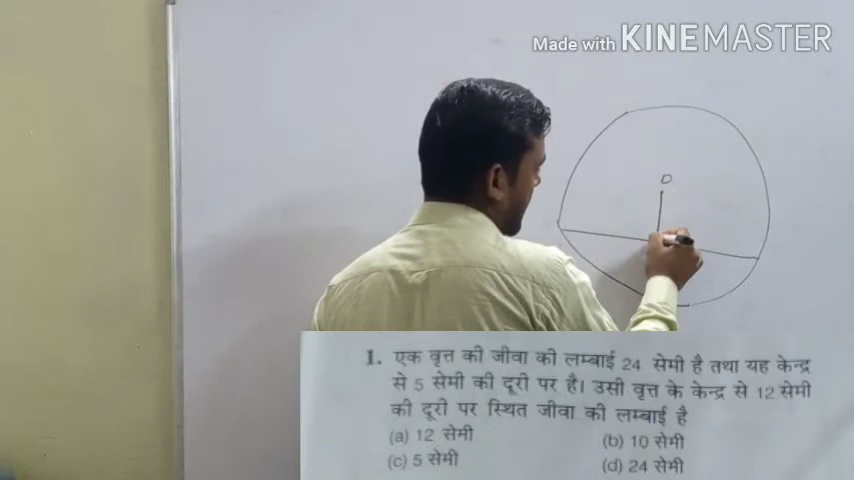 Made with KINEMASTER
O
1. एक वृत्त की जीवा की लम्बाई 24 सेमी है तथा यह केन्द्र
से 5 सेमी की दूरी पर है। उसी वृत्त के केन्द्र से 12 सेमी
की दूरी पर स्थित जीवा की लम्बाई है
(a) 12 सेमी (b) 10 सेमी
(c) 5 सेमी (d) 24 सेमी